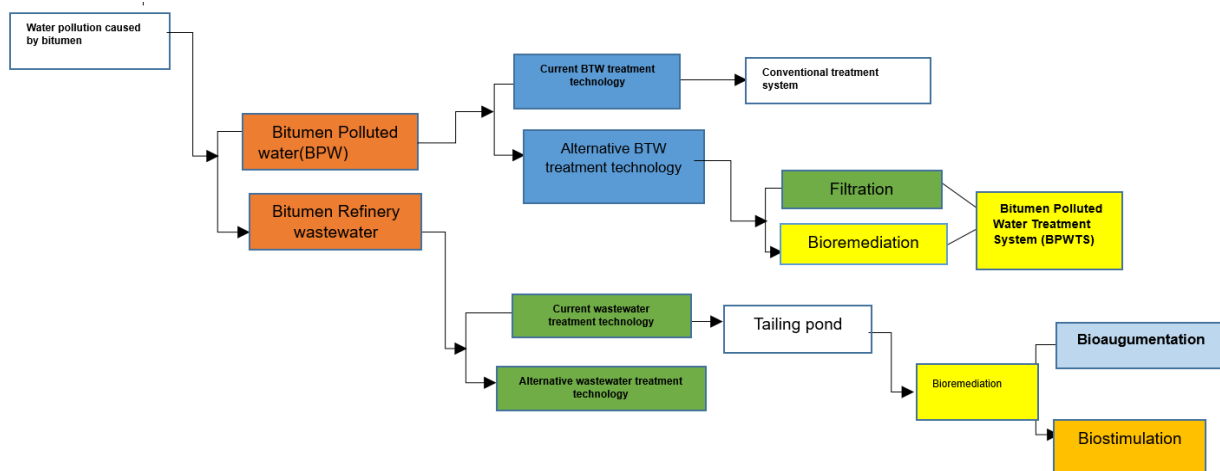 Water pollution caused
by bitumen
Current BTW treatment
technology
Conventional treatment
system
Bitumen Polluted
water(BPW)
Alternative BTW
treatment technology
Filtration
Bitumen Polluted
Water Treatment
System (BPWTS)
Bitumen Refinery
wastewater
Bioremediation
Current wastewater
treatment technology
Tailing pond
Bioaugumentation
Alternative wastewater treatment
technology
Bioremediation
Biostimulation